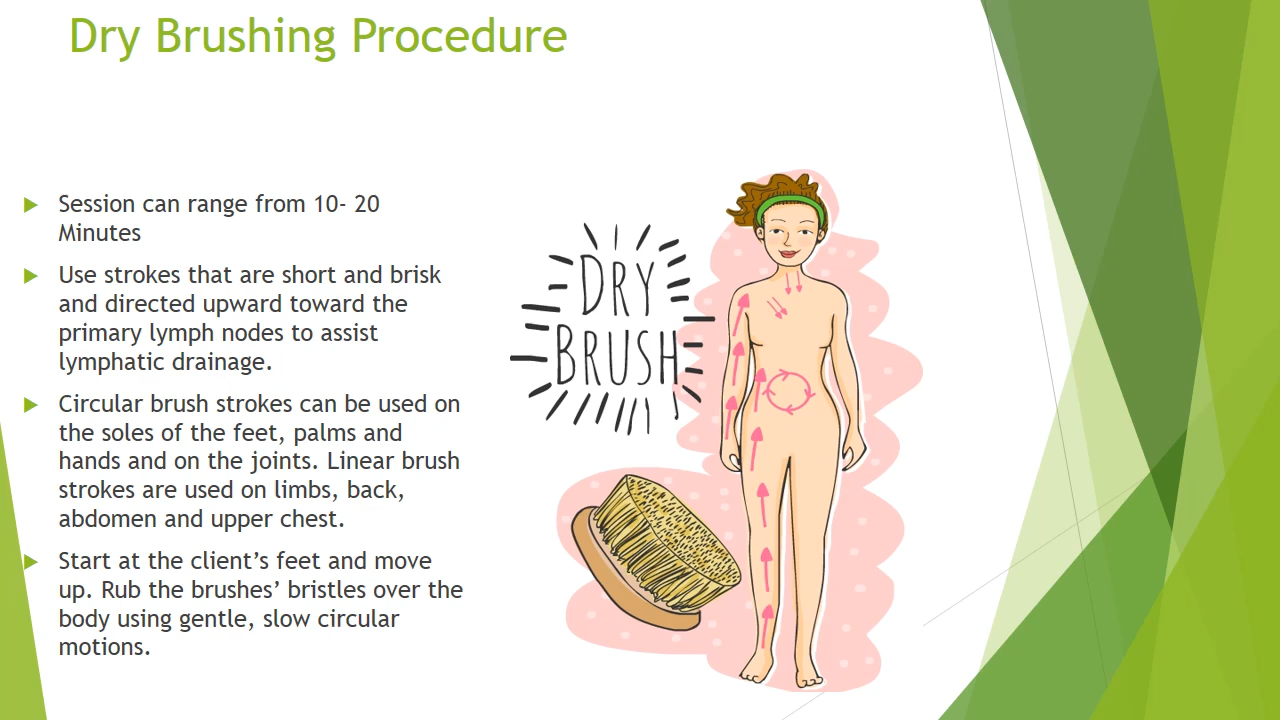 Dry Brushing Procedure
Session can range from 10- 20
Minutes
Use strokes that are short and brisk
and directed upward toward the
primary lymph nodes to assist
lymphatic drainage.
Circular brush strokes can be used on
the soles of the feet, palms and
hands and on the joints. Linear brush
strokes are used on limbs, back,
abdomen and upper chest.
Start at the client’s feet and move
up. Rub the brushes’ bristles over the
body using gentle, slow circular
motions.
DRY
BRUSH